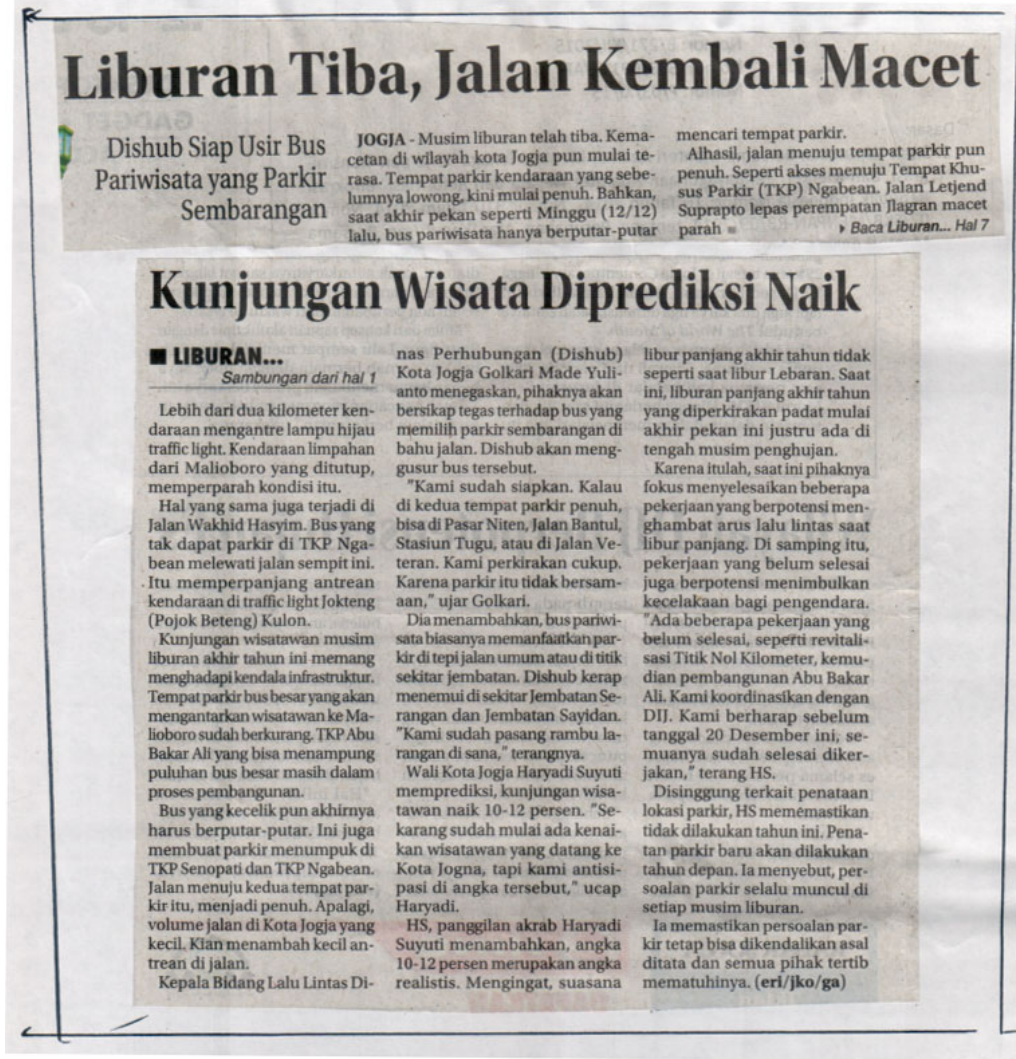 Liburan Tiba, Jalan Kembali Macet
Dishub Siap Usir Bus
Pariwisata yang Parkir
Sembarangan
JOGJA - Musim liburan telah tiba. Kema-
cetan di wilayah kota Jogja pun mulai te-
rasa. Tempat parkir kendaraan yang sebe-
lumnya lowong, kini mulai penuh. Bahkan,
saat akhir pekan seperti Minggu (12/12)
lalu, bus pariwisata hanya berputar-putar
mencari tempat parkir.
Alhasil, jalan menuju tempat parkir pun
penuh. Seperti akses menuju Tempat Khu-
sus Parkir (TKP) Ngabean. Jalan Letjend
Suprapto lepas perempatan Jlagran macet
parah
Baca Liburan... Hal 7
Kunjungan Wisata Diprediksi Naik
LIBURAN...
Sambungan dari hal 1
Lebih dari dua kilometer ken-
daraan mengantre lampu hijau
traffic light. Kendaraan limpahan
dari Malioboro yang ditutup,
memperparah kondisi itu.
Hal yang sama juga terjadi di
Jalan Wakhid Hasyim. Bus yang
tak dapat parkir di TKP Nga-
bean melewati jalan sempit ini.
Itu memperpanjang antrean
kendaraan di traffic light Jokteng
(Pojok Beteng) Kulon.
Kunjungan wisatawan musim
liburan akhir tahun ini memang
menghadapi kendala infrastruktur.
Tempat parkir bus besar yang akan
mengantarkan wisatawan ke Ma-
lioboro sudah berkurang. TKP Abu
Bakar Ali yang bisa menampung
puluhan bus besar masih dalam
proses pembangunan.
Bus yang kecelik pun akhirnya
harus berputar-putar. Ini juga
membuat parkir menumpuk di
TKP Senopati dan TKP Ngabean.
Jalan menuju kedua tempat par-
kir itu, menjadi penuh. Apalagi,
volume jalan di Kota Jogja yang
kecil. Kian menambah kecil an-
trean di jalan.
Kepala Bidang Lalu Lintas Di-
nas Perhubungan (Dishub)
Kota Jogja Golkari Made Yuli-
anto menegaskan, pihaknya akan
bersikap tegas terhadap bus yang
memilih parkir sembarangan di
bahu jalan. Dishub akan meng-
gusur bus tersebut.
"Kami sudah siapkan. Kalau
di kedua tempat parkir penuh,
bisa di Pasar Niten, Jalan Bantul,
Stasiun Tugu, atau di Jalan Ve-
teran. Kami perkirakan cukup.
Karena parkir itu tidak bersam-
aan," ujar Golkari.
Dia menambahkan, bus pariwi-
sata biasanya memanfaatkan par-
kir di tepi jalan umum atau di titik
sekitar jembatan. Dishub kerap
menemui di sekitar Jembatan Se-
rangan dan Jembatan Sayidan.
"Kami sudah pasang rambu la-
rangan di sana," terangnya.
Wali Kota Jogja Haryadi Suyuti
memprediksi, kunjungan wisa-
tawan naik 10-12 persen. "Se-
karang sudah mulai ada kenai-
kan wisatawan yang datang ke
Kota Jogna, tapi kami antisi-
pasi di angka tersebut," ucap
Haryadi.
HS, panggilan akrab Haryadi
Suyuti menambahkan, angka
10-12 persen merupakan angka
realistis. Mengingat, suasana
libur panjang akhir tahun tidak
seperti saat libur Lebaran. Saat
ini, liburan panjang akhir tahun
yang diperkirakan padat mulai
akhir pekan ini justru ada di
tengah musim penghujan.
Karena itulah, saat ini pihaknya
fokus menyelesaikan beberapa
pekerjaan yang berpotensi meng-
hambat arus lalu lintas saat
libur panjang. Di samping itu,
pekerjaan yang belum selesai
juga berpotensi menimbulkan
kecelakaan bagi pengendara.
"Ada beberapa pekerjaan yang
belum selesai, seperti revitali-
sasi Titik Nol Kilometer, kemu-
dian pembangunan Abu Bakar
Ali. Kami koordinasikan dengan
DIJ. Kami berharap sebelum
tanggal 20 Desember ini, se-
muanya sudah selesai diker-
jakan," terang HS.
Disinggung terkait penataan
lokasi parkir, HS mememastikan
tidak dilakukan tahun ini. Pena-
tan parkir baru akan dilakukan
tahun depan. Ia menyebut, per-
soalan parkir selalu muncul di
setiap musim liburan.
Ia memastikan persoalan par-
kir tetap bisa dikendalikan asal
ditata dan semua pihak tertib
mematuhinya. (eri/jko/ga)